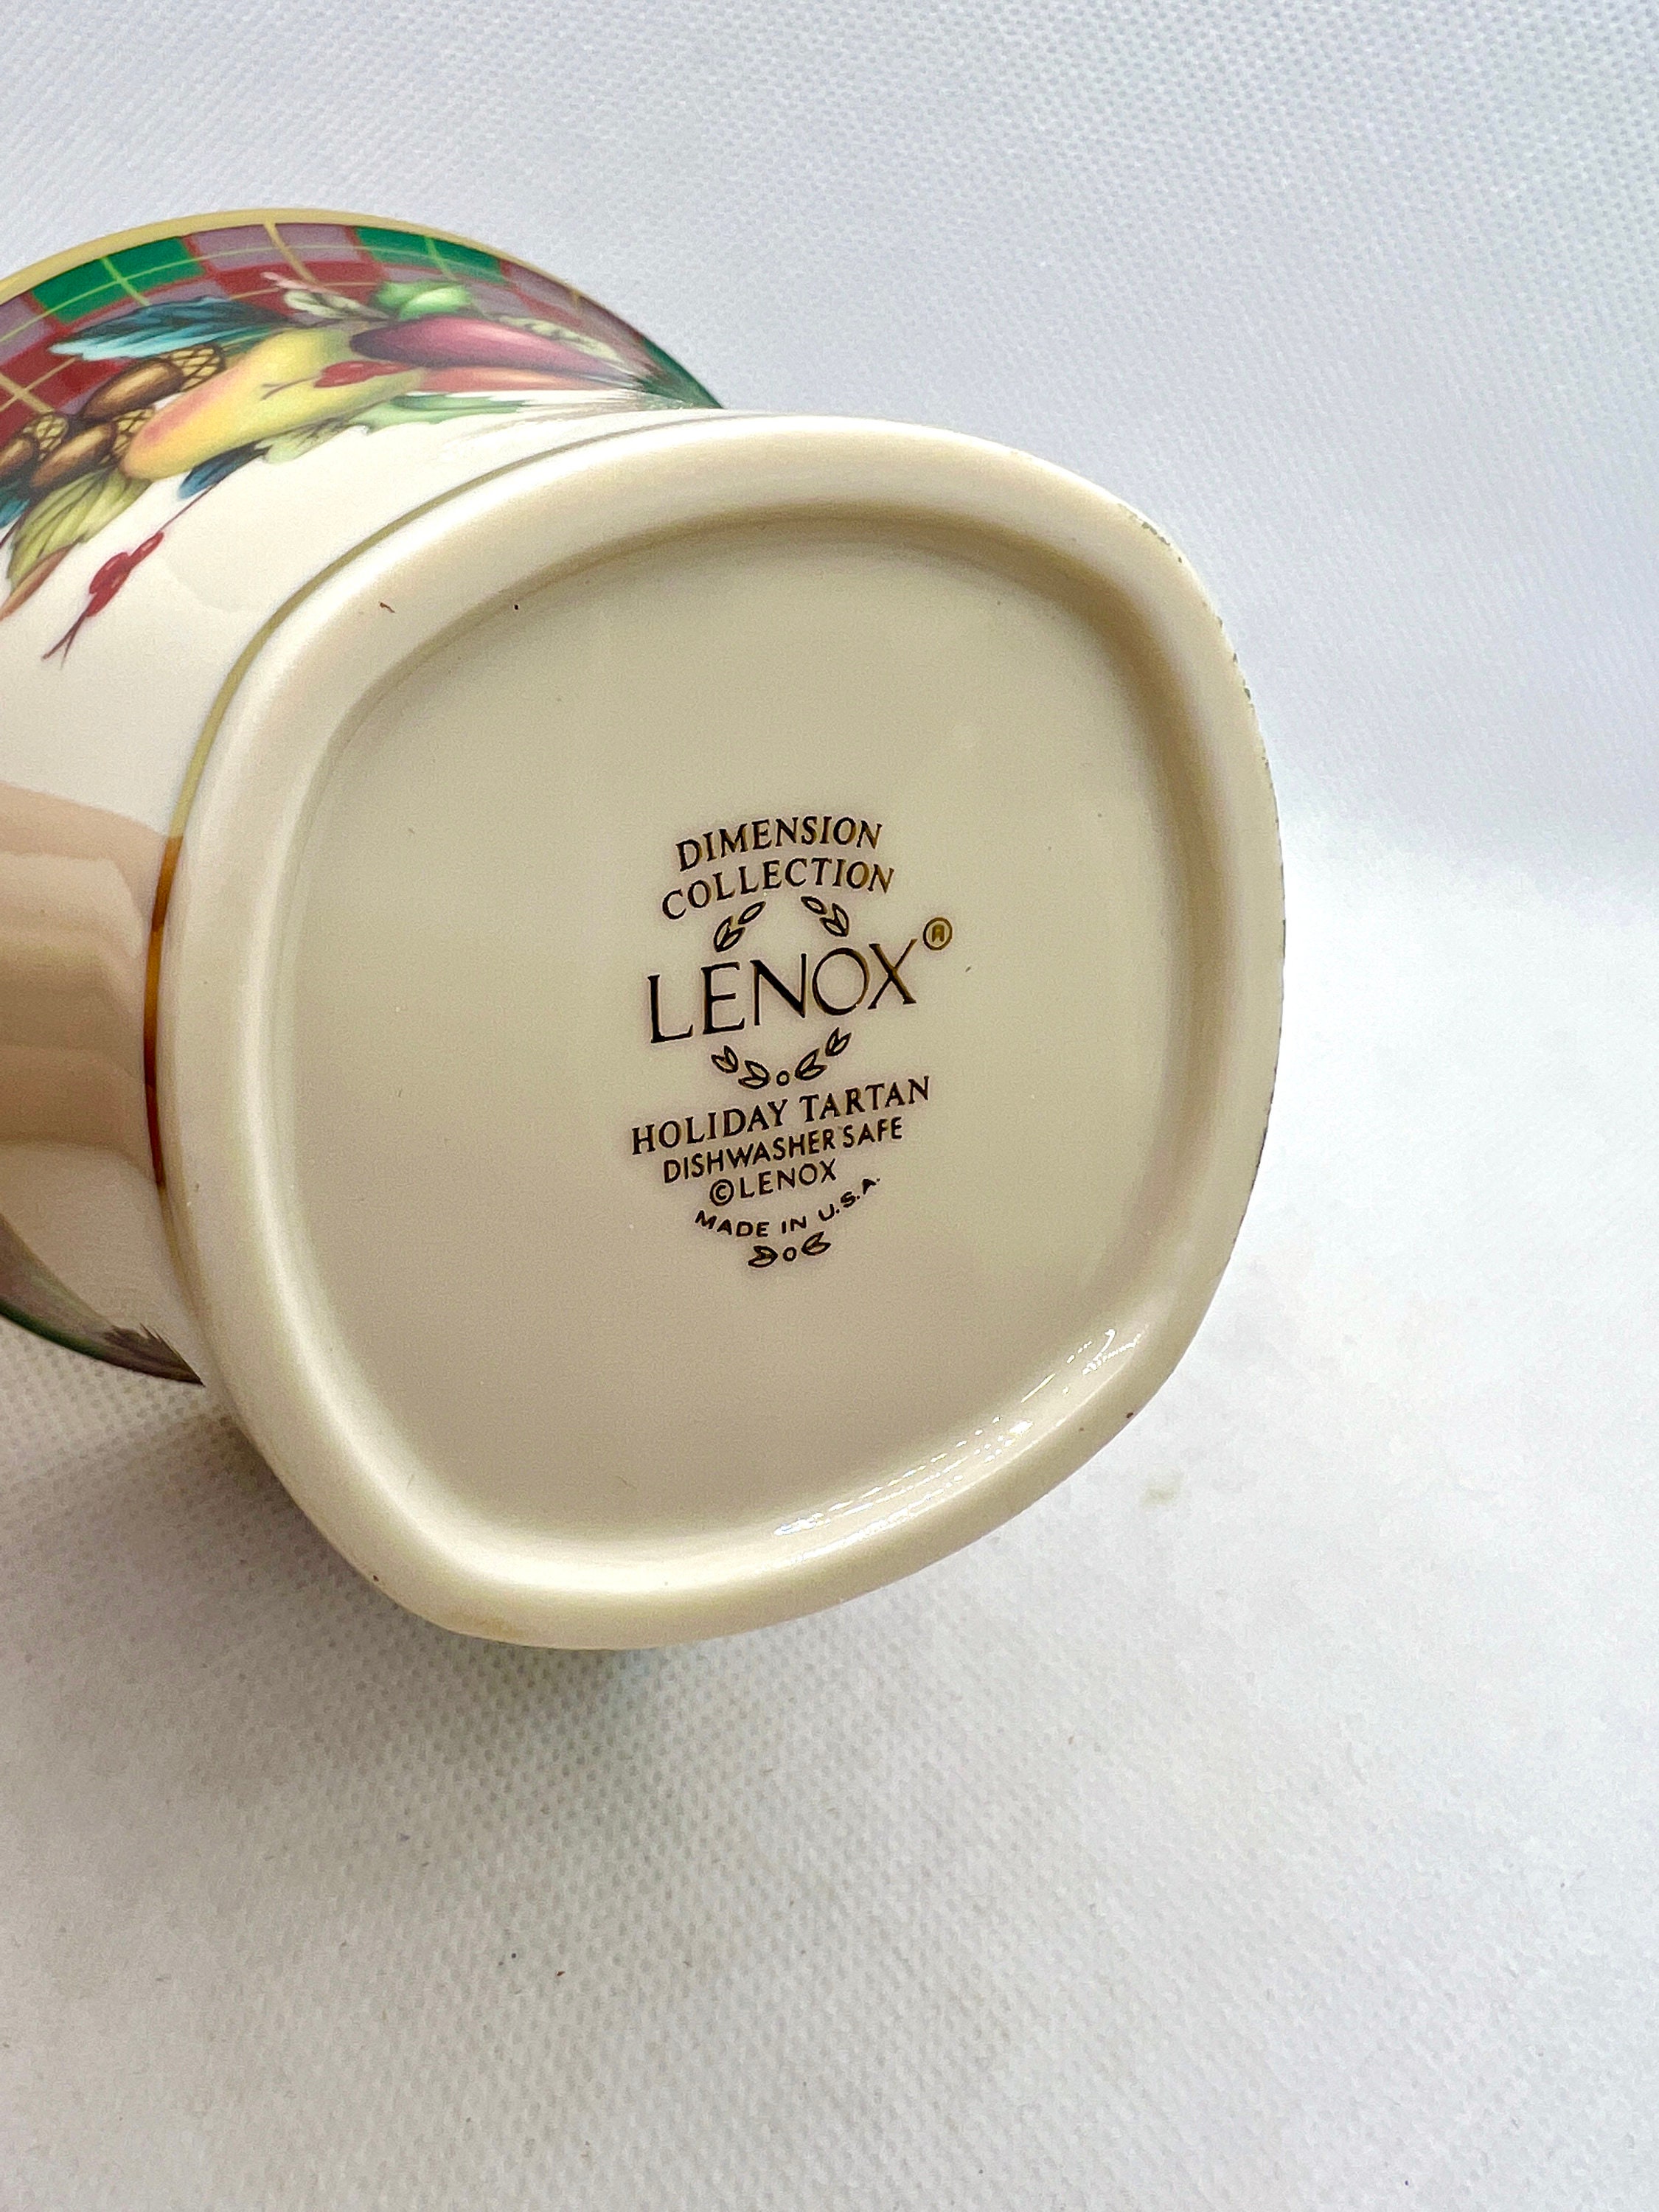 DIMENSION
COLLECTION
LENOX®
HOLIDAY TARTAN
DISHWASHER SAFE
©LENOX
MADE IN U.S.A.